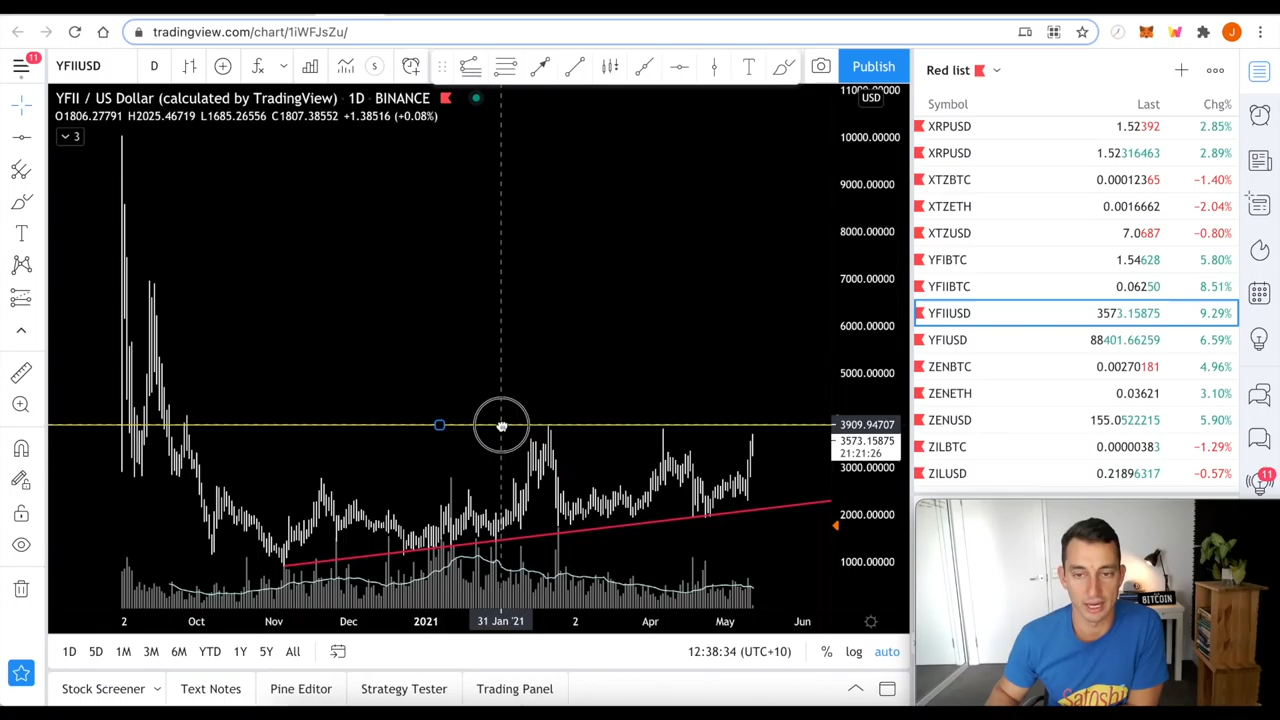 tradingview.com/chart/1iWFJsZu/
J
11
YFIIUSD
D
S
T
Publish
Red list
YFII / US Dollar (calculated by TradingView) · 1D · BINANCE
O1806.27791 H2025.46719 L1685.26556 C1807.38552 +1.38516 (+0.08%)
3
11000.00000
USD
10000.00000
9000.00000
8000.00000
7000.00000
6000.00000
5000.00000
3909.94707
3573.15875
21:21:26
3000.00000
2000.00000
1000.00000
2 Oct Nov Dec 2021 31 Jan '21 2 Apr May Jun
Symbol Last Chg%
XRPUSD 1.52392 2.85%
XRPUSD 1.52316463 2.89%
XTZBTC 0.00012365 −1.40%
XTZETH 0.0016662 −2.04%
XTZUSD 7.0687 −0.80%
YFIBTC 1.54628 5.80%
YFIIBTC 0.06250 8.51%
YFIIUSD 3573.15875 9.29%
YFIUSD 88401.66259 6.59%
ZENBTC 0.00270181 4.96%
ZENETH 0.03621 3.10%
ZENUSD 155.0522215 5.90%
ZILBTC 0.00000383 −1.29%
ZILUSD 0.21896317 −0.57%
11
1D 5D 1M 3M 6M YTD 1Y 5Y All
12:38:34 (UTC+10) % log auto
Stock Screener Text Notes Pine Editor Strategy Tester Trading Panel
BITCOIN
Satoshi